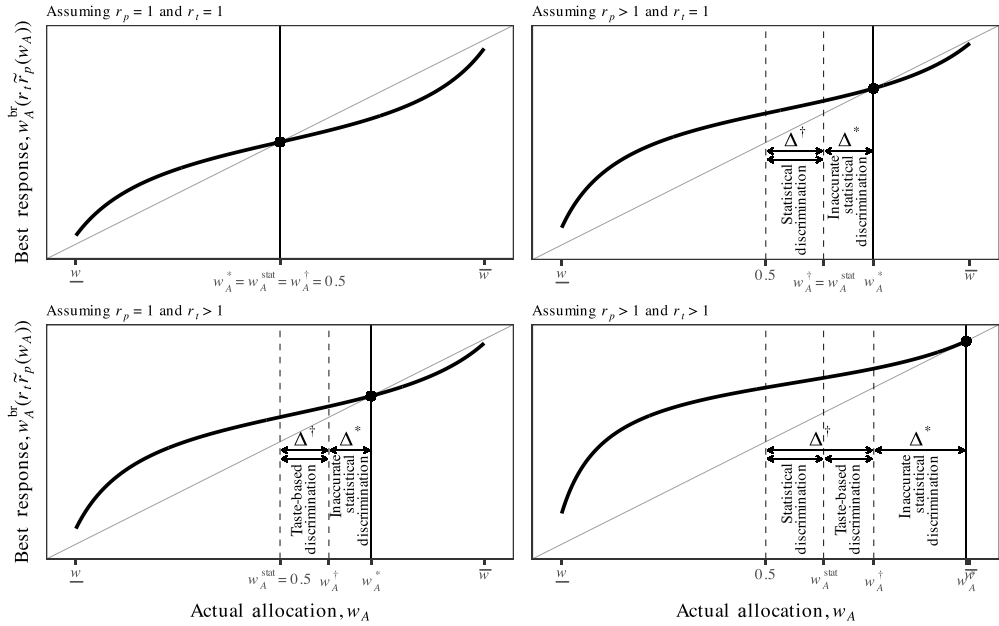 Assuming r_p = 1 and r_t = 1
Assuming r_p > 1 and r_t = 1
Best response, w_A^br(r_t r̃_p(w_A))
Δ† Δ*
Statistical
discrimination
Inaccurate
statistical
discrimination
w
w_A^* = w_A^stat = w_A^† = 0.5
w̅
w
0.5
w_A^† = w_A^stat
w_A^*
w̅
Assuming r_p = 1 and r_t > 1
Assuming r_p > 1 and r_t > 1
Best response, w_A^br(r_t r̃_p(w_A))
Δ† Δ*
Taste-based
discrimination
Inaccurate
statistical
discrimination
Δ† Δ*
Statistical
discrimination
Taste-based
discrimination
Inaccurate
statistical
discrimination
w
w_A^stat = 0.5
w_A^†
w_A^*
w̅
w
0.5
w_A^stat
w_A^†
w_A^*
w̅
Actual allocation, w_A
Actual allocation, w_A